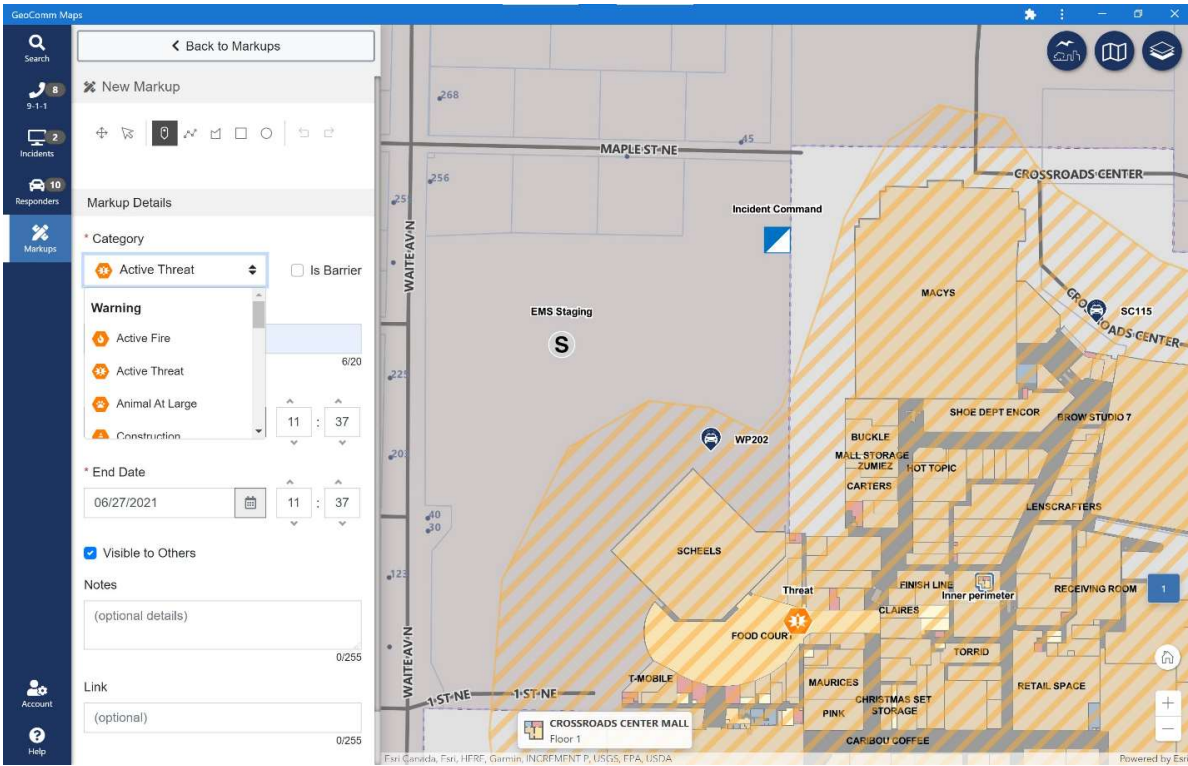 GeoComm Maps
Search
8
9-1-1
2
Incidents
10
Responders
Markups
Account
Help
Back to Markups
New Markup
Markup Details
* Category
Active Threat
Is Barrier
Warning
Active Fire
Active Threat
Animal At Large
Construction
6/20
11 : 37
* End Date
06/27/2021
11 : 37
Visible to Others
Notes
(optional details)
0/255
Link
(optional)
0/255
268
MAPLE ST NE
45
CROSSROADS CENTER
256
Incident Command
WAITE AV N
MACYS
EMS Staging
S
CROSSROADS CENTER
SC115
SHOE DEPT ENCOR
BROW STUDIO 7
WP202
BUCKLE
MALL STORAGE
ZUMIEZ
HOT TOPIC
CARTERS
LENSCRAFTERS
40
30
SCHEELS
Threat
FINISH LINE
Inner perimeter
RECEIVING ROOM
1
CLAIRES
FOOD COURT
TORRID
WAITE AV N
T-MOBILE
MAURICES
RETAIL SPACE
1 ST NE
1 ST NE
CHRISTMAS SET
STORAGE
PINK
CROSSROADS CENTER MALL
Floor 1
CARIBOU COFFEE
Esri Canada, Esri, HERE, Garmin, INCREMENT P, USGS, EPA, USDA
Powered by Esri